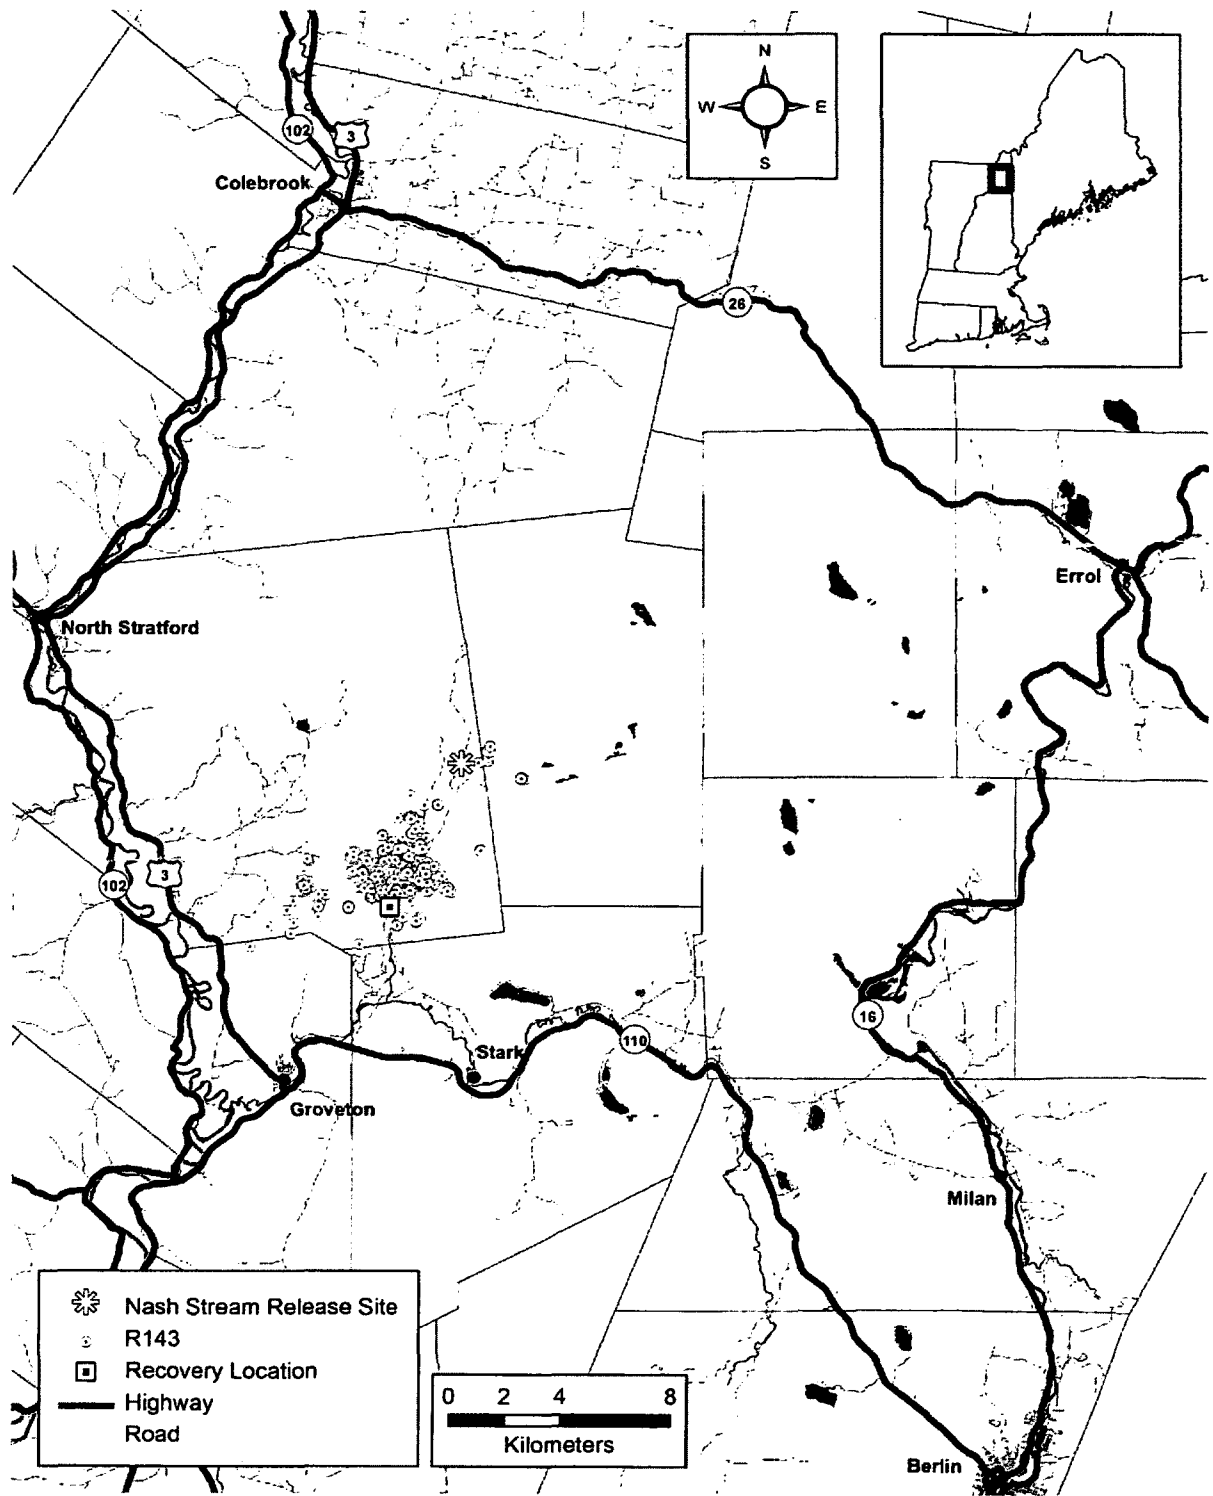 N
W E
S
102
3
Colebrook
26
Errol
North Stratford
102
3
16
Stark
110
Groveton
Milan
Nash Stream Release Site
R143
Recovery Location
Highway
Road
0 2 4 8
Kilometers
Berlin